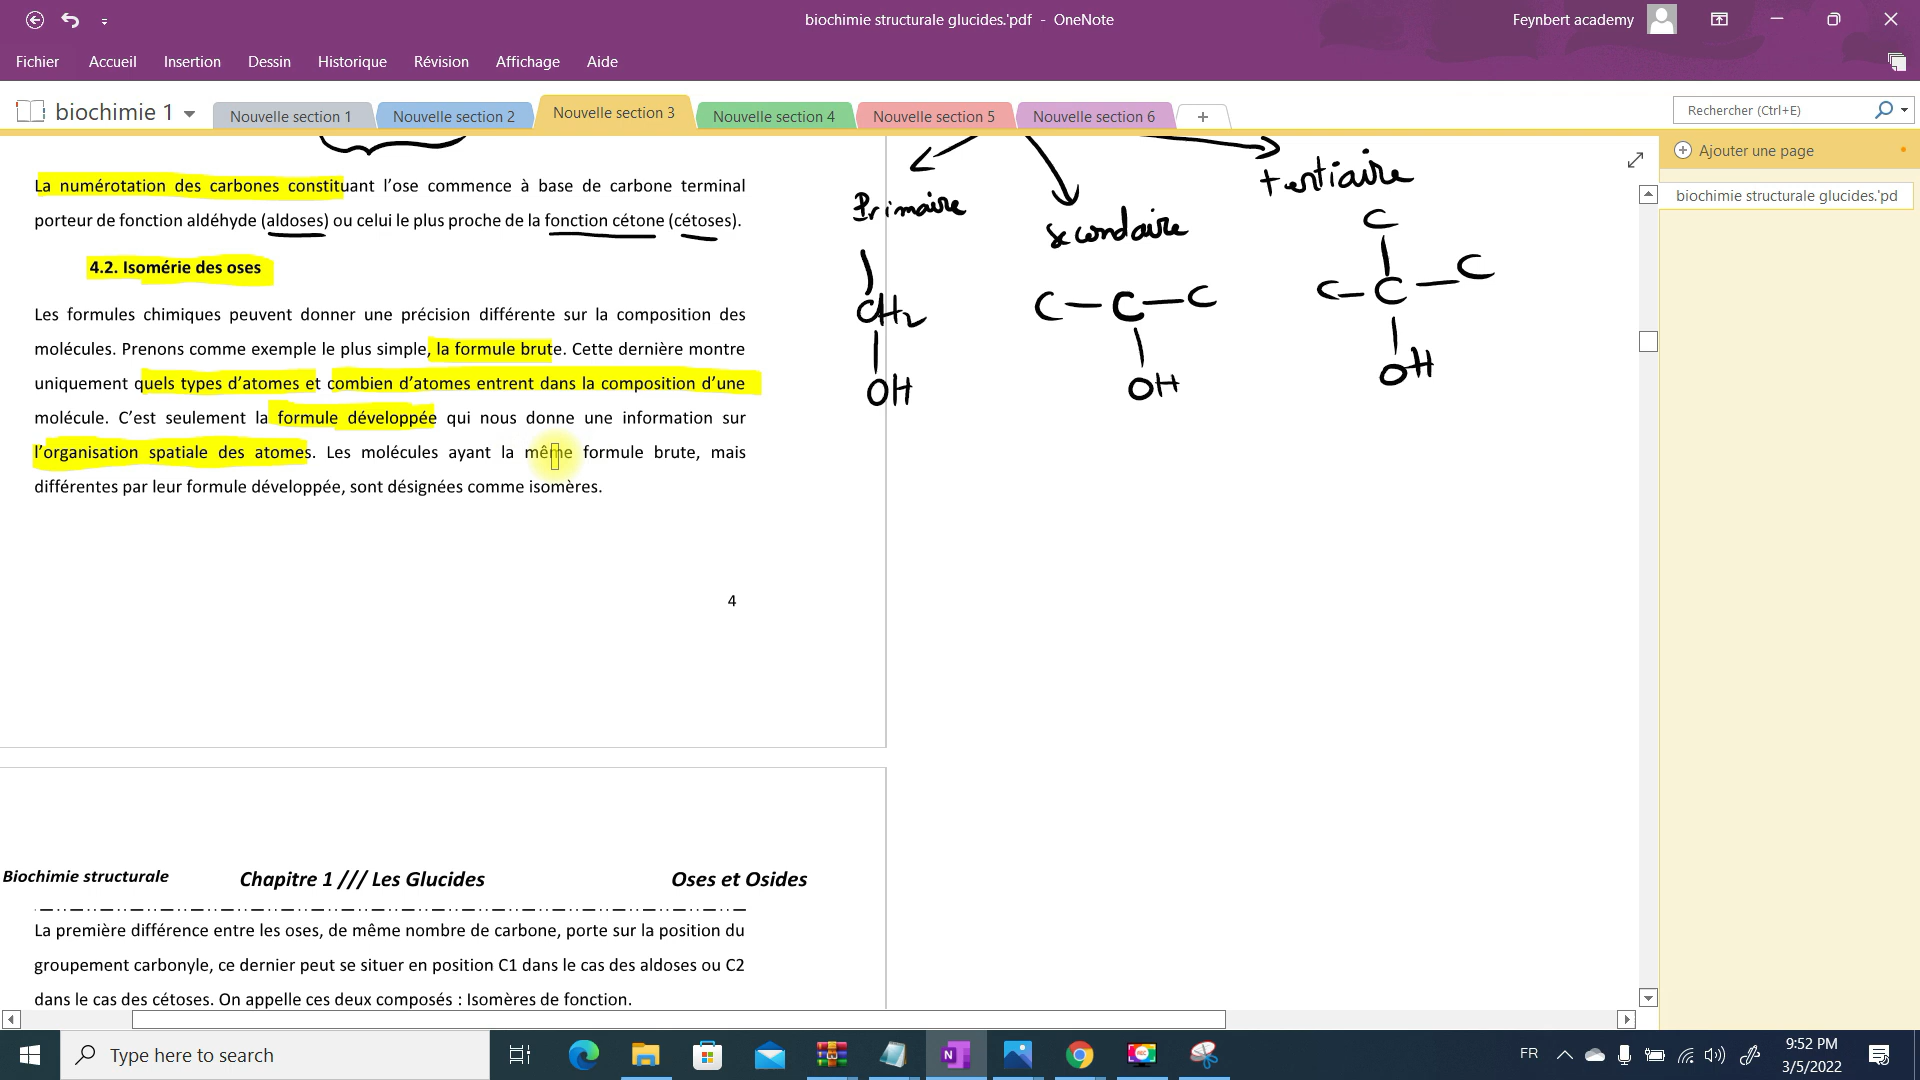 biochimie structurale glucides.'pdf - OneNote
Feynbert academy
Fichier Accueil Insertion Dessin Historique Révision Affichage Aide
biochimie 1
Nouvelle section 1 Nouvelle section 2 Nouvelle section 3 Nouvelle section 4 Nouvelle section 5 Nouvelle section 6 +
Rechercher (Ctrl+E)
Ajouter une page
biochimie structurale glucides.'pd
La numérotation des carbones constituant l'ose commence à base de carbone terminal
porteur de fonction aldéhyde (aldoses) ou celui le plus proche de la fonction cétone (cétoses).
4.2. Isomérie des oses
Les formules chimiques peuvent donner une précision différente sur la composition des
molécules. Prenons comme exemple le plus simple, la formule brute. Cette dernière montre
uniquement quels types d'atomes et combien d'atomes entrent dans la composition d'une
molécule. C'est seulement la formule développée qui nous donne une information sur
l'organisation spatiale des atomes. Les molécules ayant la même formule brute, mais
différentes par leur formule développée, sont désignées comme isomères.
4
Primaire
CH2
OH
secondaire
C – C – C
OH
tertiaire
C
C – C – C
OH
Biochimie structurale Chapitre 1 /// Les Glucides Oses et Osides
La première différence entre les oses, de même nombre de carbone, porte sur la position du
groupement carbonyle, ce dernier peut se situer en position C1 dans le cas des aldoses ou C2
dans le cas des cétoses. On appelle ces deux composés : Isomères de fonction.
Type here to search
FR
9:52 PM
3/5/2022